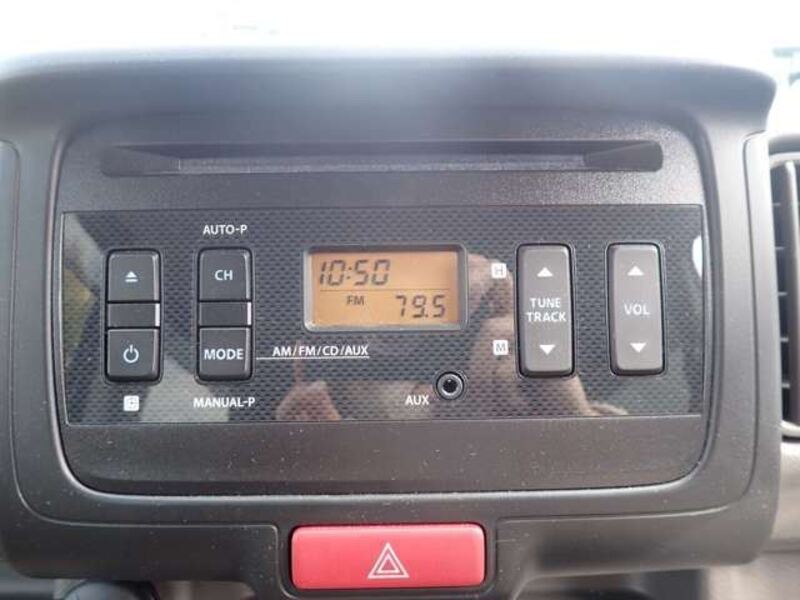 AUTO-P
CH
MODE
MANUAL-P
AM/FM/CD/AUX
10:50
FM 79.5
AUX
H
M
TUNE
TRACK
VOL